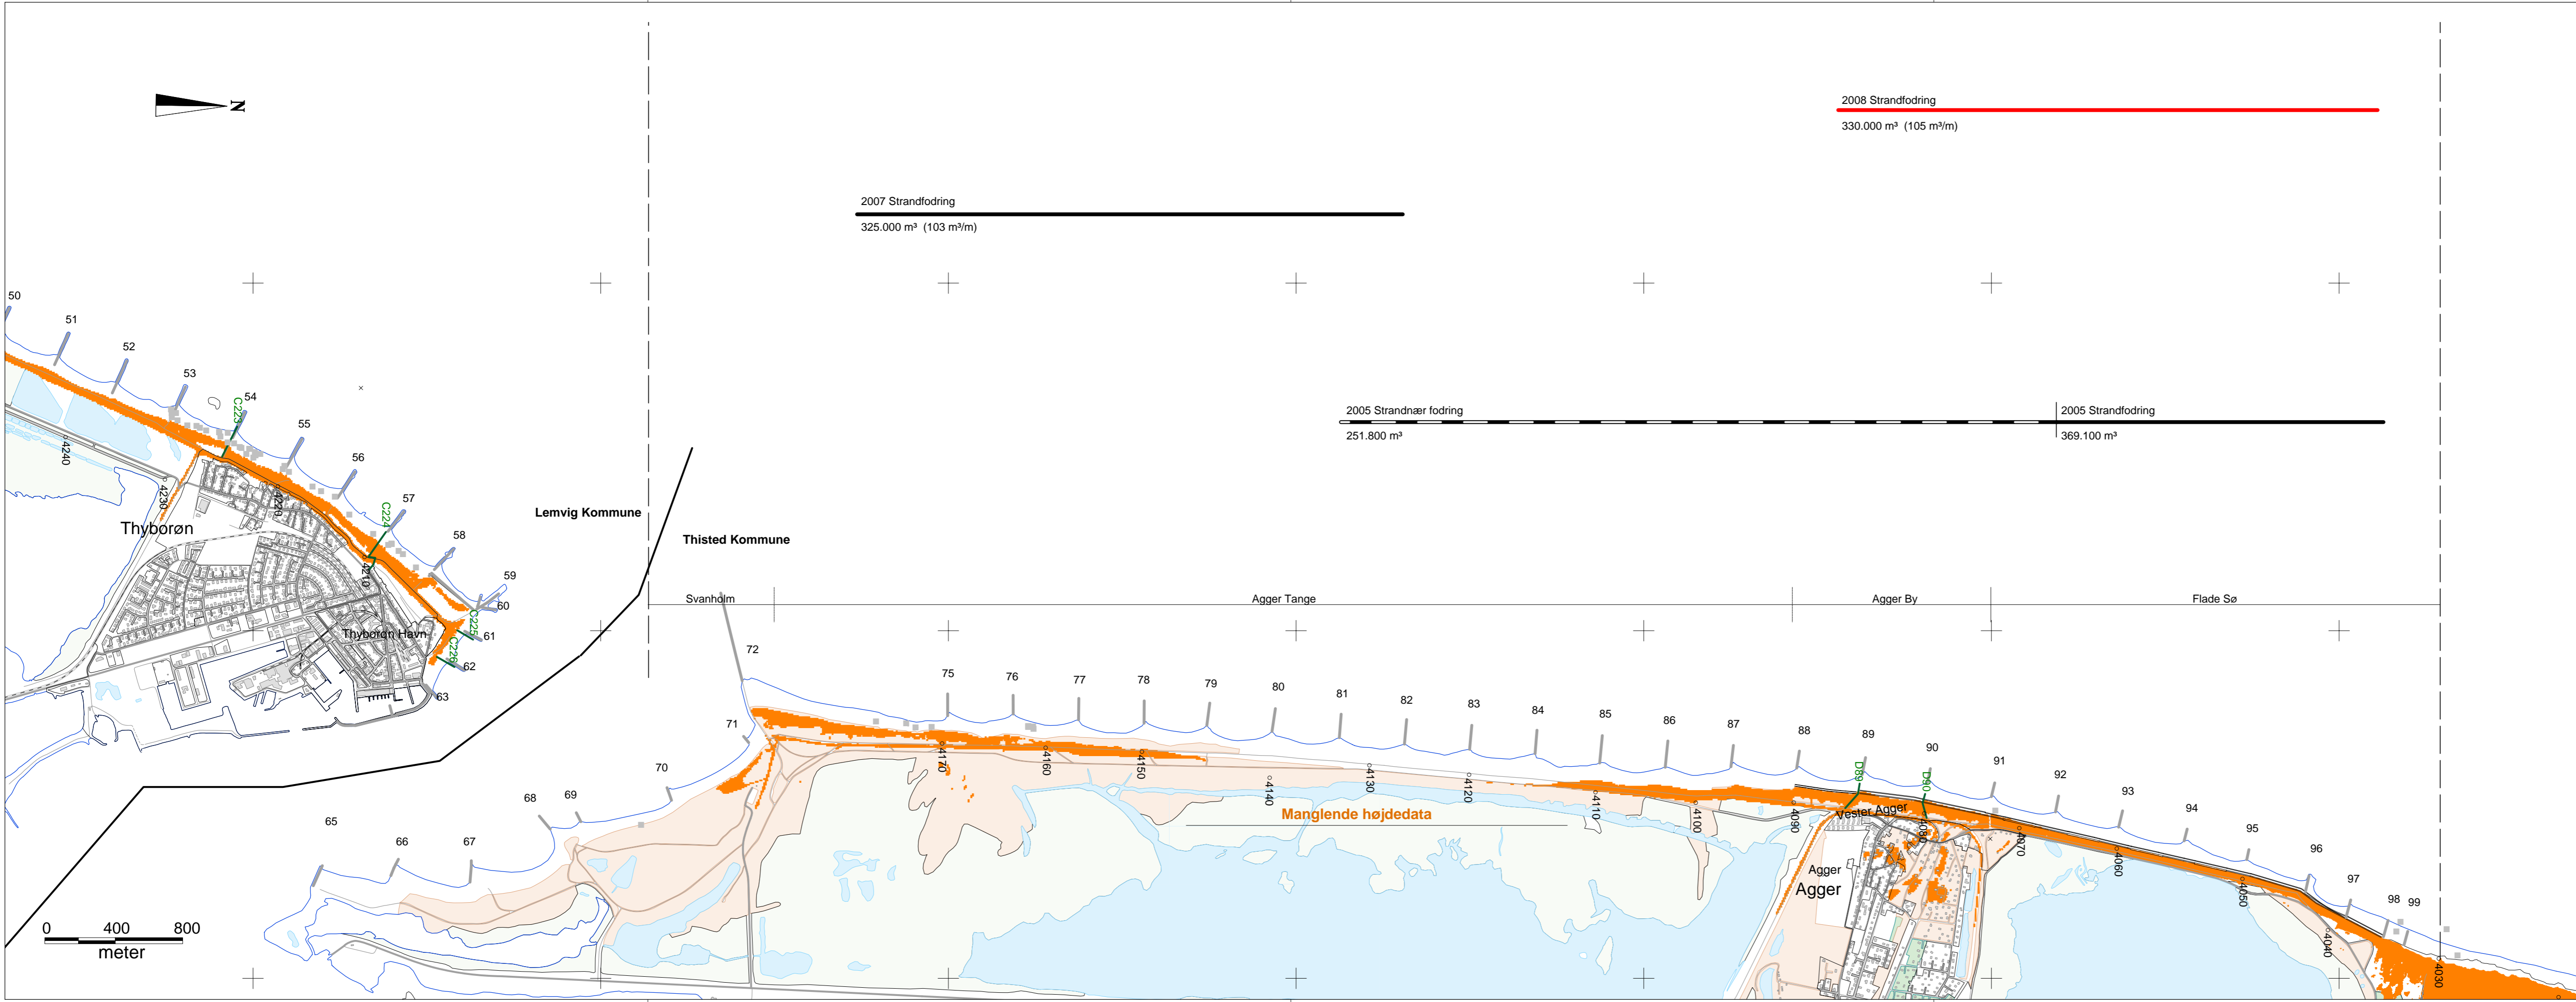 N
2008 Strandfodring
330.000 m³ (105 m³/m)
2007 Strandfodring
325.000 m³ (103 m³/m)
2005 Strandnær fodring
251.800 m³
2005 Strandfodring
369.100 m³
50
51
52
53
54
55
56
57
58
59
60
61
62
63
C223
C224
C225
C226
4240
4230
4220
4210
Thyborøn
Thyborøn Havn
Lemvig Kommune
Thisted Kommune
Svanholm
Agger Tange
Agger By
Flade Sø
72
71
70
69
68
67
66
65
75
76
77
78
79
80
81
82
83
84
85
86
87
88
89
90
91
92
93
94
95
96
97
98
99
D89
D90
4170
4160
4150
4140
4130
4120
4110
4100
4090
4080
4070
4060
4050
4040
4030
Manglende højdedata
Vester Agger
Agger
Agger
0 400 800
meter